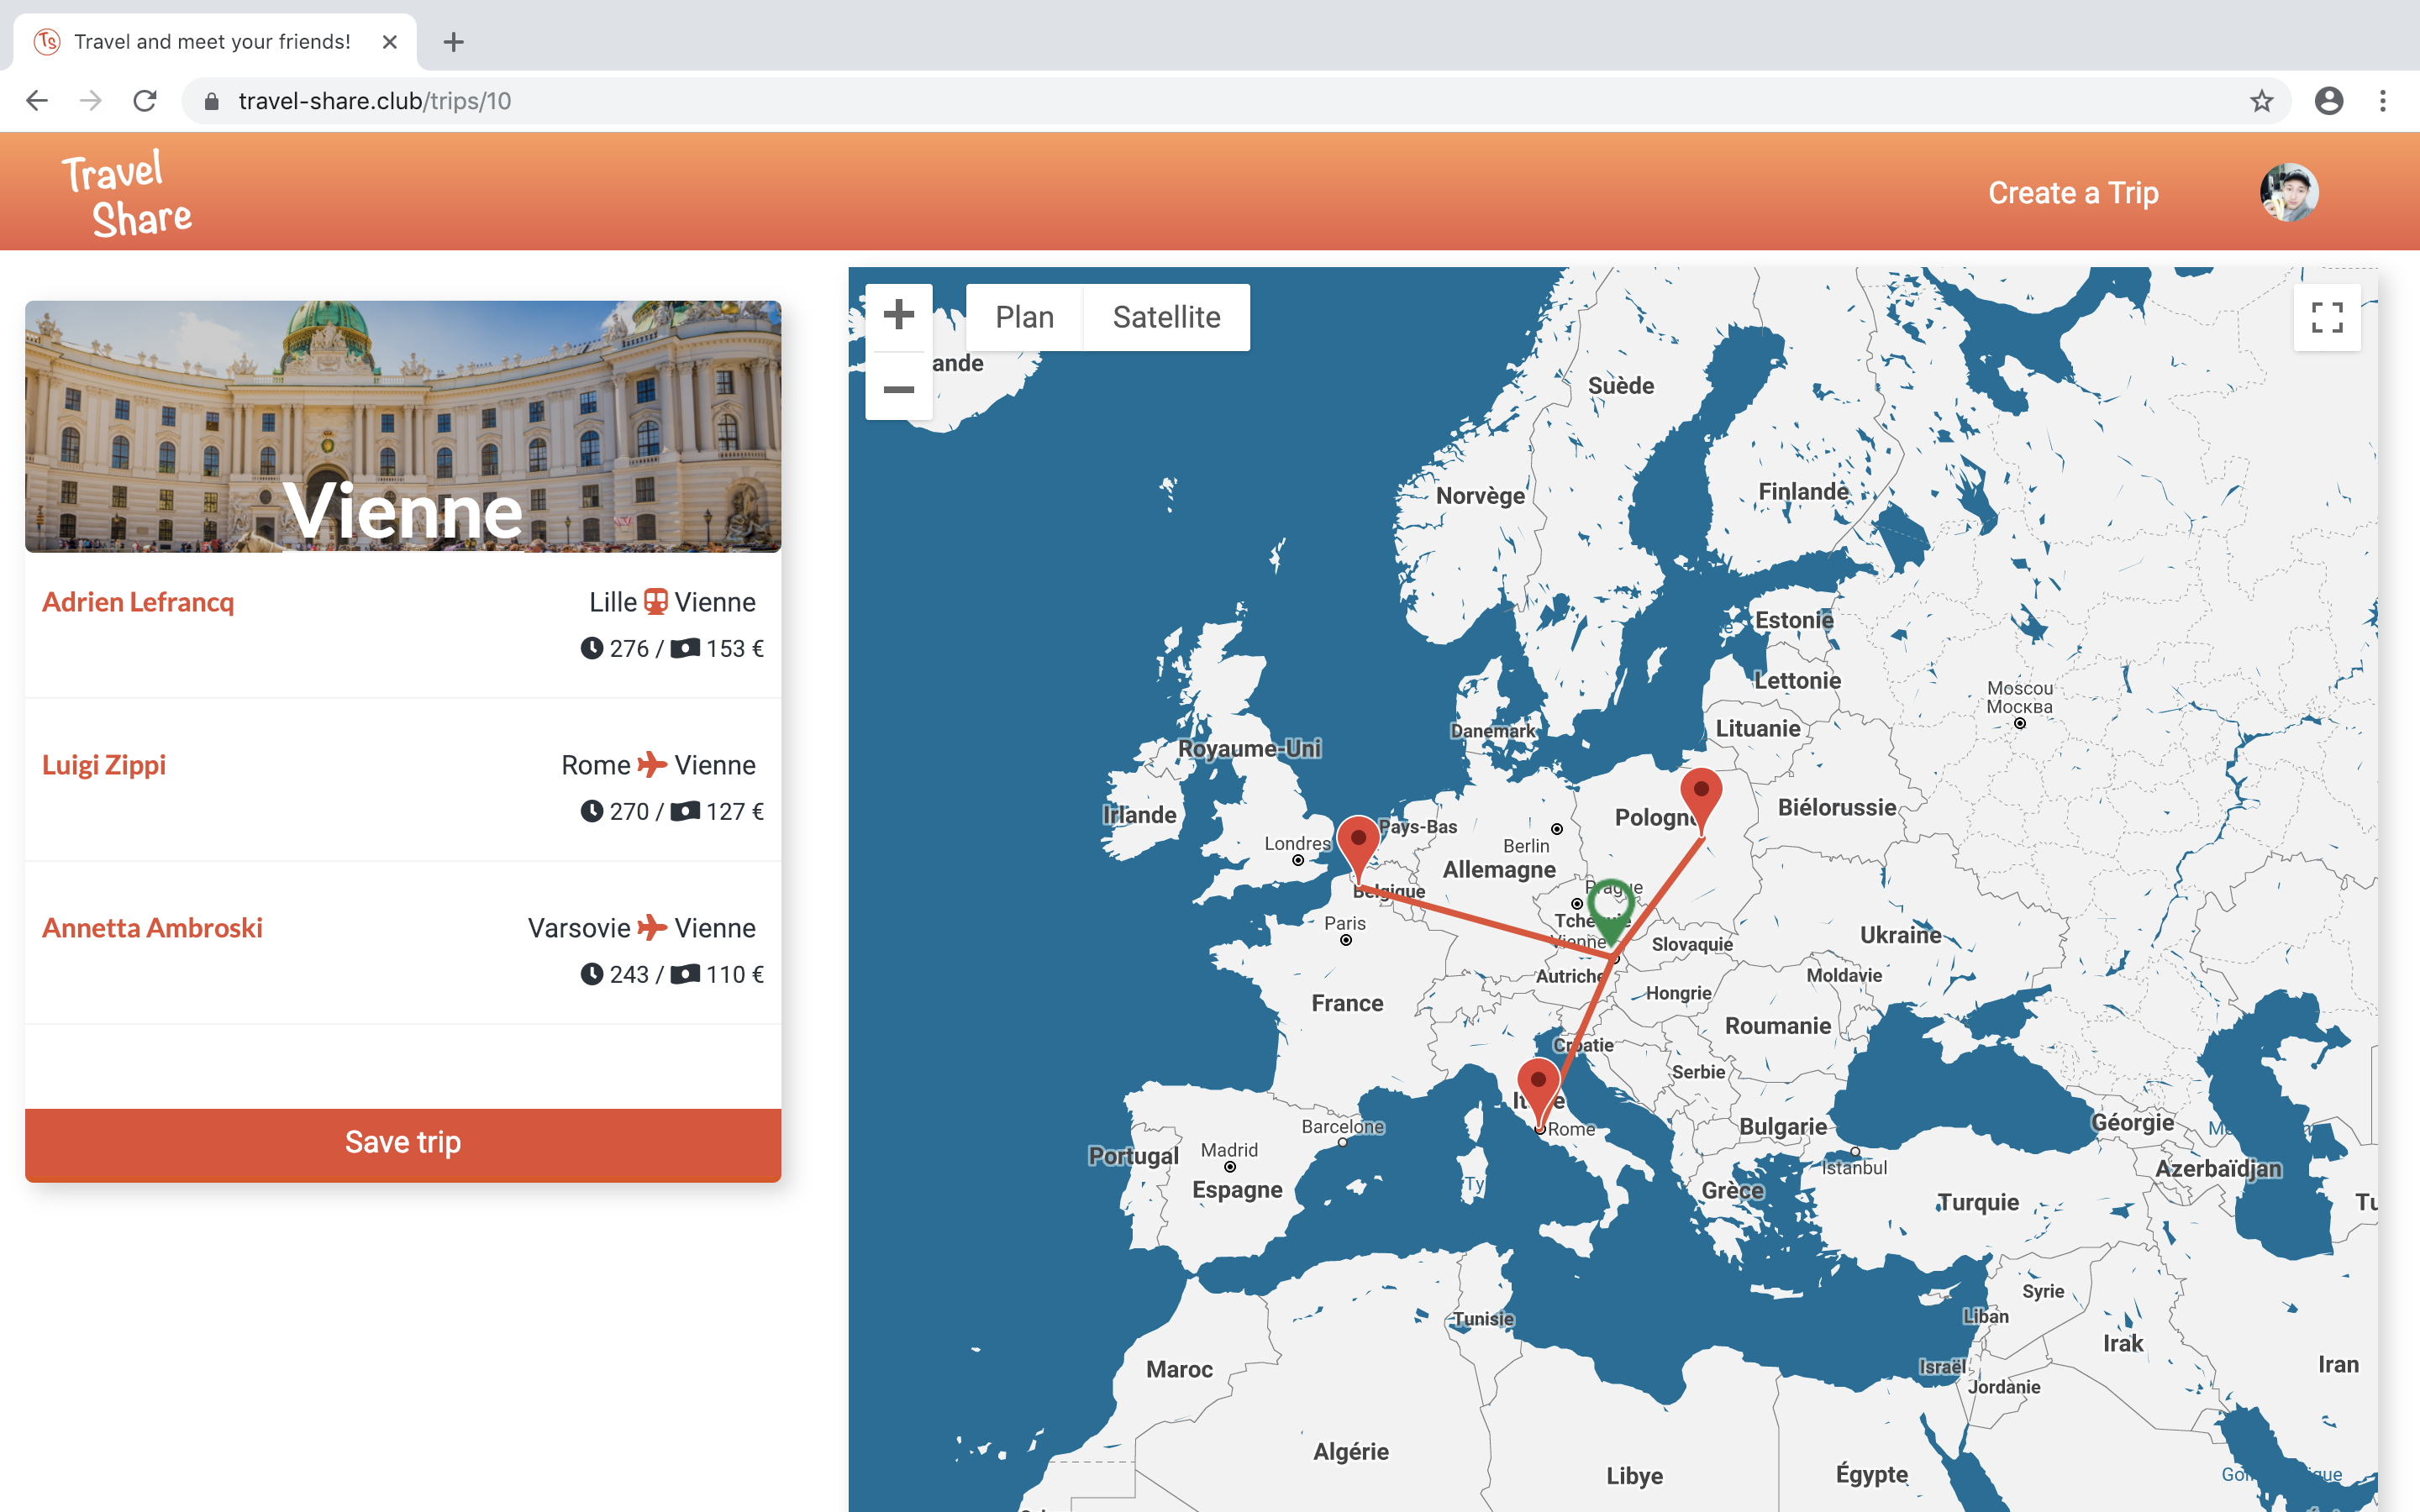 Travel and meet your friends!
travel-share.club/trips/10
Travel
Share
Create a Trip
Vienne
Adrien Lefrancq
Lille Vienne
276 / 153 €
Luigi Zippi
Rome Vienne
270 / 127 €
Annetta Ambroski
Varsovie Vienne
243 / 110 €
Save trip
Plan
Satellite
ande
Suède
Norvège
Finlande
Estonie
Lettonie
Moscou
Москва
Lituanie
Danemark
Royaume-Uni
Irlande
Biélorussie
Pologne
Pays-Bas
Londres
Berlin
Allemagne
Belgique
Prague
Paris
Vienne
Slovaquie
Ukraine
Autriche
Moldavie
Hongrie
France
Roumanie
Croatie
Serbie
Italie
Rome
Barcelone
Bulgarie
Géorgie
Madrid
Portugal
Istanbul
Azerbaïdjan
Espagne
Grèce
Ty
Turquie
Tu
Syrie
Tunisie
Liban
Irak
Maroc
Israël
Iran
Jordanie
Algérie
Libye
Égypte